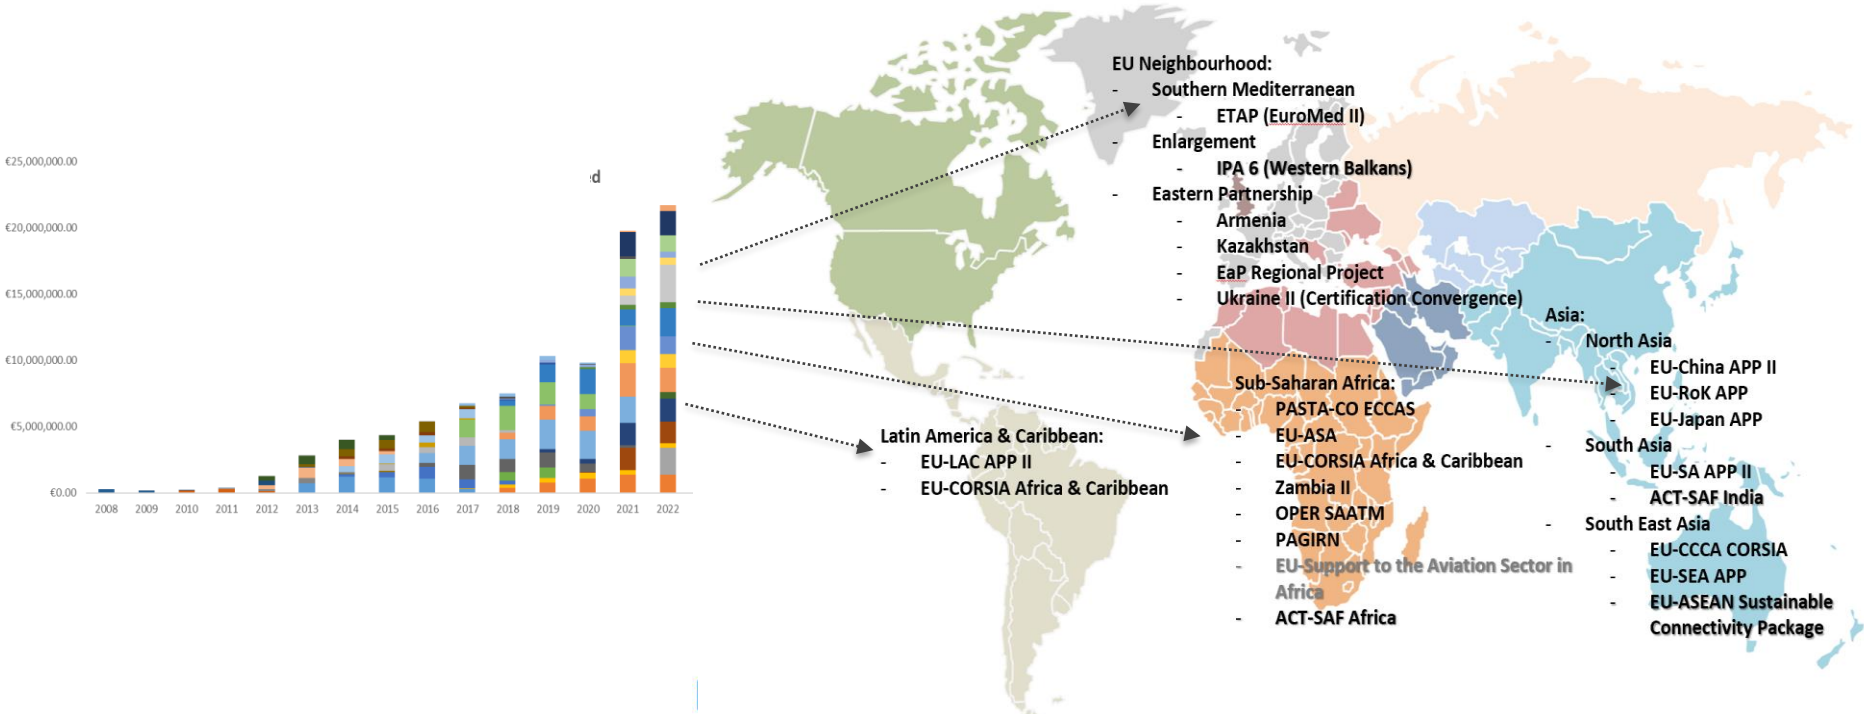 €25,000,000.00
€20,000,000.00
€15,000,000.00
€10,000,000.00
€5,000,000.00
€0.00
2008 2009 2010 2011 2012 2013 2014 2015 2016 2017 2018 2019 2020 2021 2022
EU Neighbourhood:
- Southern Mediterranean
- ETAP (EuroMed II)
- Enlargement
- IPA 6 (Western Balkans)
- Eastern Partnership
- Armenia
- Kazakhstan
- EaP Regional Project
- Ukraine II (Certification Convergence)
Latin America & Caribbean:
- EU-LAC APP II
- EU-CORSIA Africa & Caribbean
Sub-Saharan Africa:
- PASTA-CO ECCAS
- EU-ASA
- EU-CORSIA Africa & Caribbean
- Zambia II
- OPER SAATM
- PAGIRN
- EU-Support to the Aviation Sector in
Africa
- ACT-SAF Africa
Asia:
- North Asia
- EU-China APP II
- EU-RoK APP
- EU-Japan APP
- South Asia
- EU-SA APP II
- ACT-SAF India
- South East Asia
- EU-CCCA CORSIA
- EU-SEA APP
- EU-ASEAN Sustainable
Connectivity Package